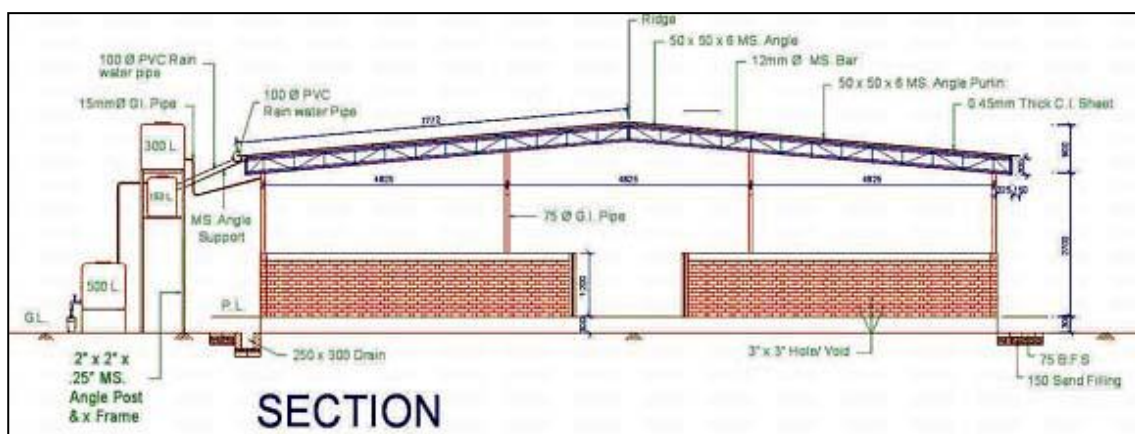 Ridge
50 x 50 x 6 MS. Angle
100 Ø PVC Rain
water pipe
12mm Ø MS. Bar
50 x 50 x 6 MS. Angle Purlin
15mmØ G.I. Pipe
100 Ø PVC
Rain water Pipe
0.45mm Thick C.I. Sheet
300 L
4825
4825
4825
MS. Angle
Support
75 Ø G.I. Pipe
2700
500 L
P.L.
G.L.
250 x 300 Drain
3" x 3" Hole/ Void
75 B.F.S
150 Sand Filling
2" x 2" x
.25" MS.
Angle Post
& x Frame
SECTION